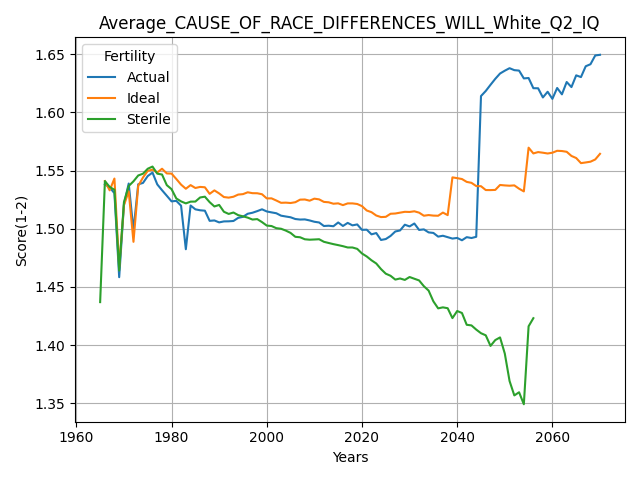 Average_CAUSE_OF_RACE_DIFFERENCES_WILL_White_Q2_IQ
Fertility
Actual
Ideal
Sterile
Score(1-2)
1.65
1.60
1.55
1.50
1.45
1.40
1.35
1960
1980
2000
2020
2040
2060
Years